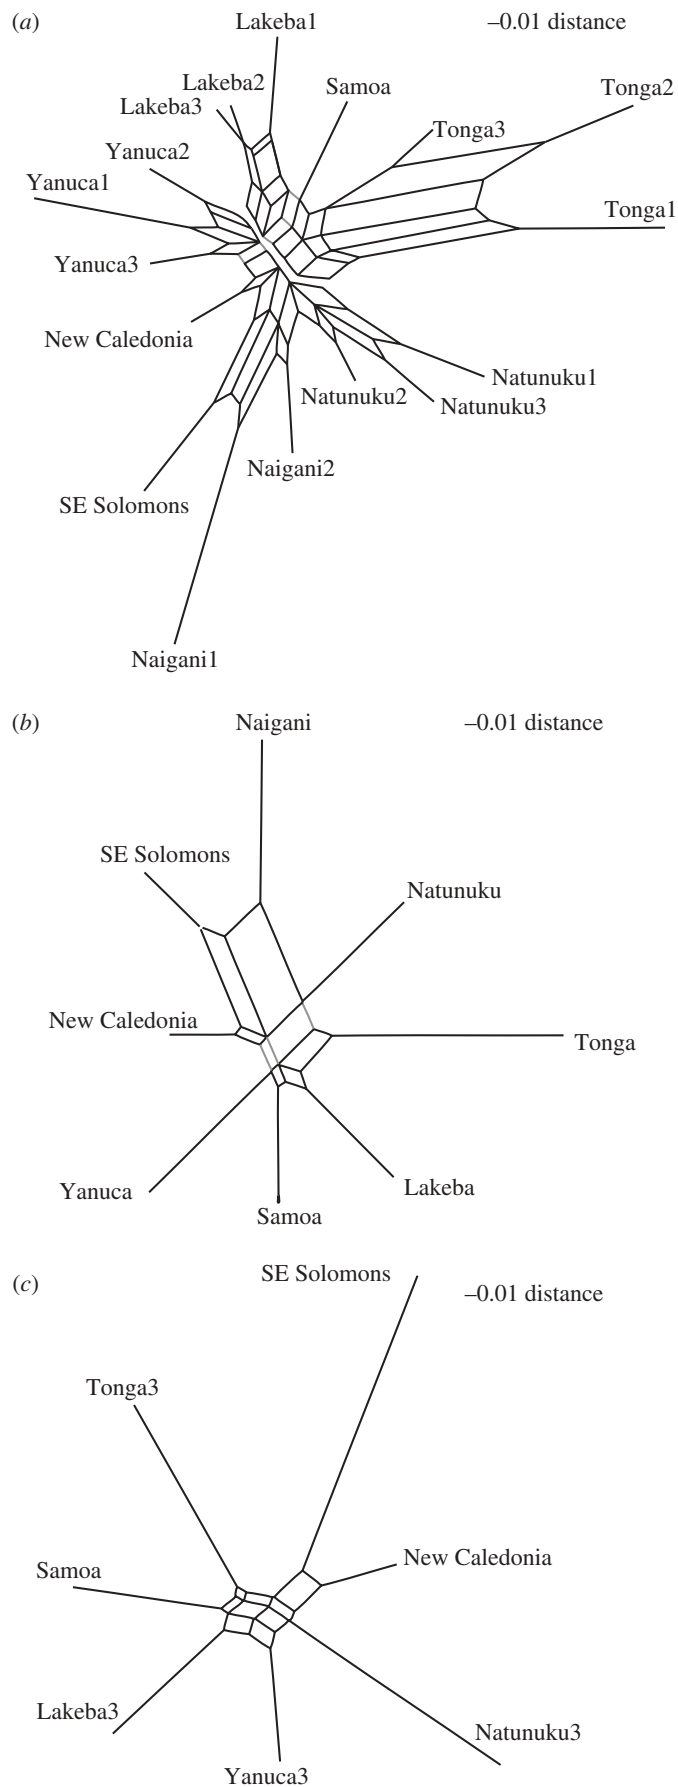 (a)
Lakeba1
–0.01 distance
Lakeba2
Samoa
Tonga2
Lakeba3
Tonga3
Yanuca2
Yanuca1
Tonga1
Yanuca3
New Caledonia
Natunuku1
Natunuku2
Natunuku3
Naigani2
SE Solomons
Naigani1
(b)
Naigani
–0.01 distance
SE Solomons
Natunuku
New Caledonia
Tonga
Yanuca
Lakeba
Samoa
(c)
SE Solomons
–0.01 distance
Tonga3
New Caledonia
Samoa
Lakeba3
Natunuku3
Yanuca3